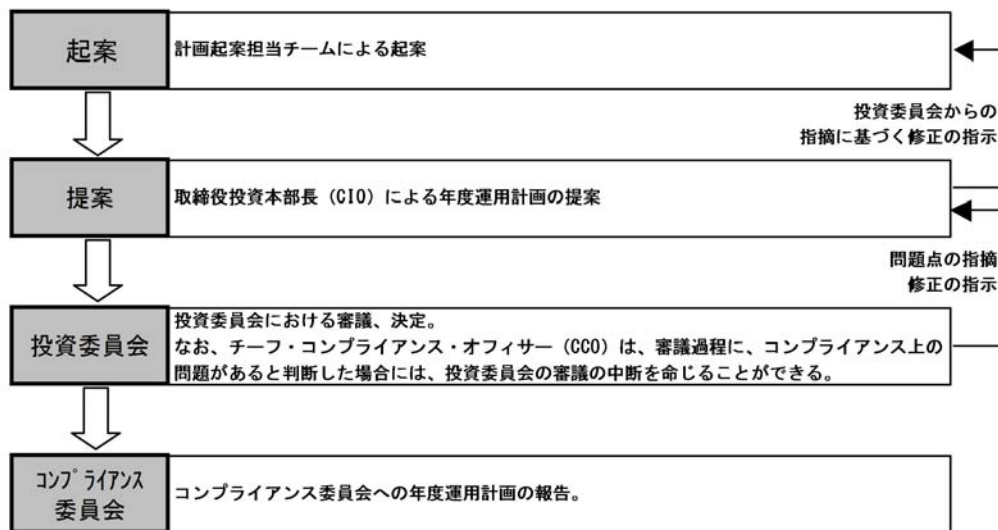 起案
計画起案担当チームによる起案
投資委員会からの
指摘に基づく修正の指示
提案
取締役投資本部長（CIO）による年度運用計画の提案
問題点の指摘
修正の指示
投資委員会
投資委員会における審議、決定。
なお、チーフ・コンプライアンス・オフィサー（CCO）は、審議過程に、コンプライアンス上の
問題があると判断した場合には、投資委員会の審議の中断を命じることができる。
ｺﾝﾌﾟﾗｲｱﾝｽ
委員会
コンプライアンス委員会への年度運用計画の報告。